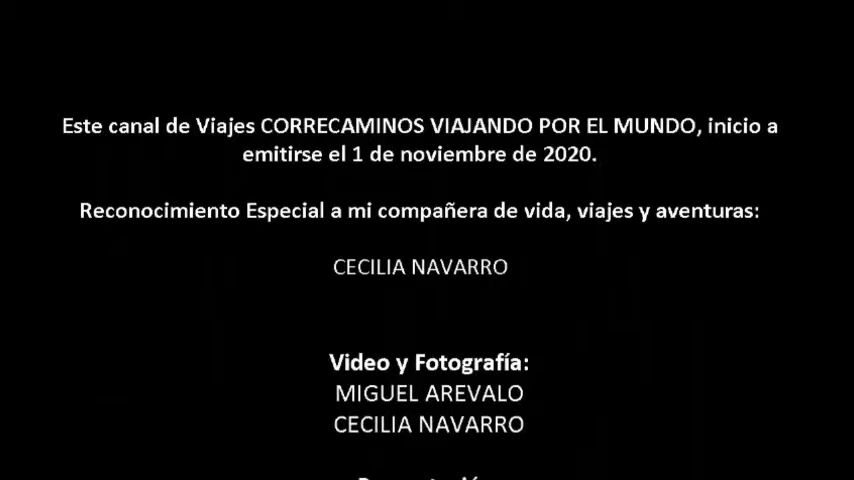 Este canal de Viajes CORRECAMINOS VIAJANDO POR EL MUNDO, inicio a
emitirse el 1 de noviembre de 2020.
Reconocimiento Especial a mi compañera de vida, viajes y aventuras:
CECILIA NAVARRO
Video y Fotografía:
MIGUEL AREVALO
CECILIA NAVARRO